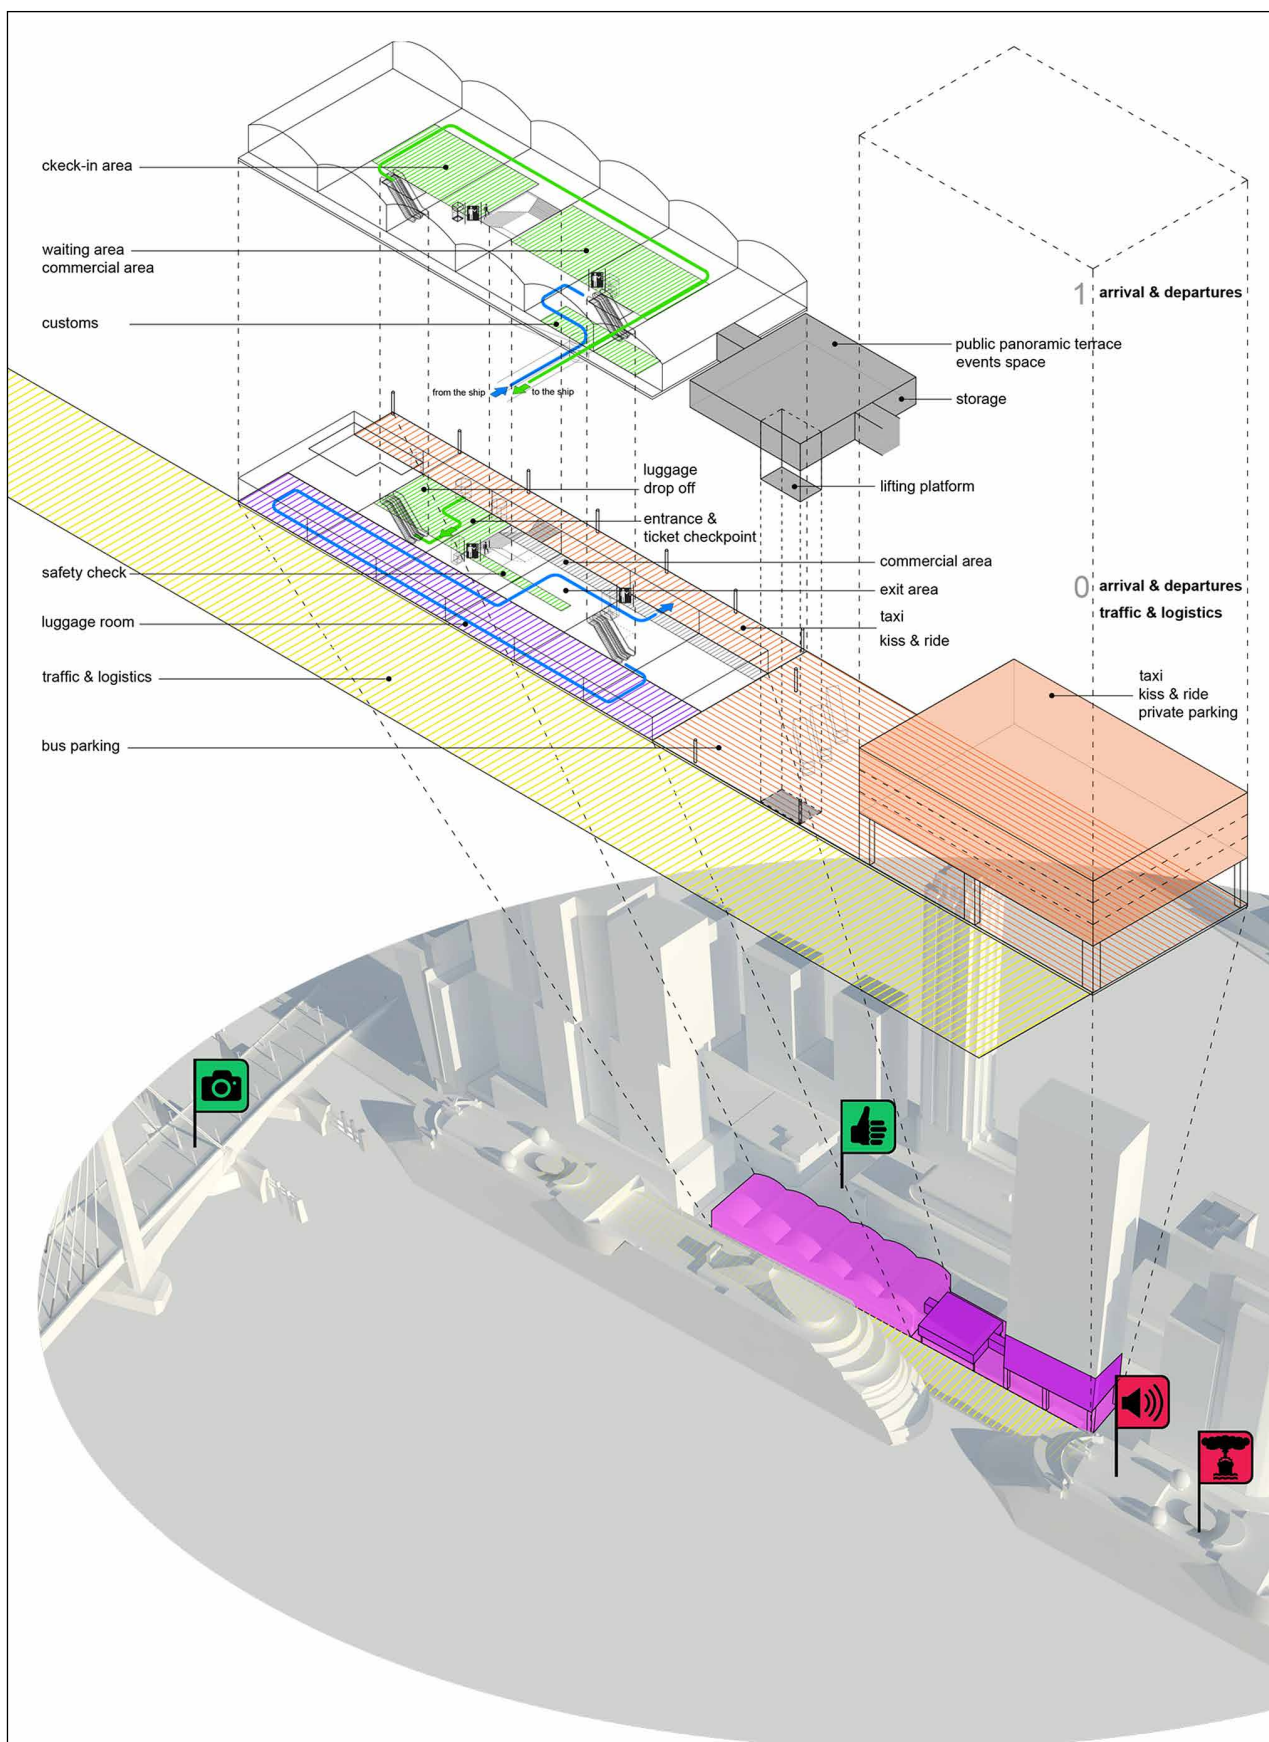 ckeck-in area
waiting area
commercial area
customs
from the ship
to the ship
1 arrival & departures
public panoramic terrace
events space
storage
luggage
drop off
lifting platform
entrance &
ticket checkpoint
commercial area
safety check
exit area
0 arrival & departures
traffic & logistics
taxi
kiss & ride
luggage room
traffic & logistics
taxi
kiss & ride
private parking
bus parking